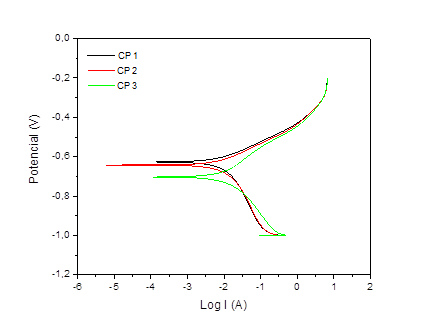 0,0
-0,2
-0,4
-0,6
-0,8
-1,0
-1,2
Potencial (V)
CP 1
CP 2
CP 3
-6 -5 -4 -3 -2 -1 0 1 2
Log I (A)